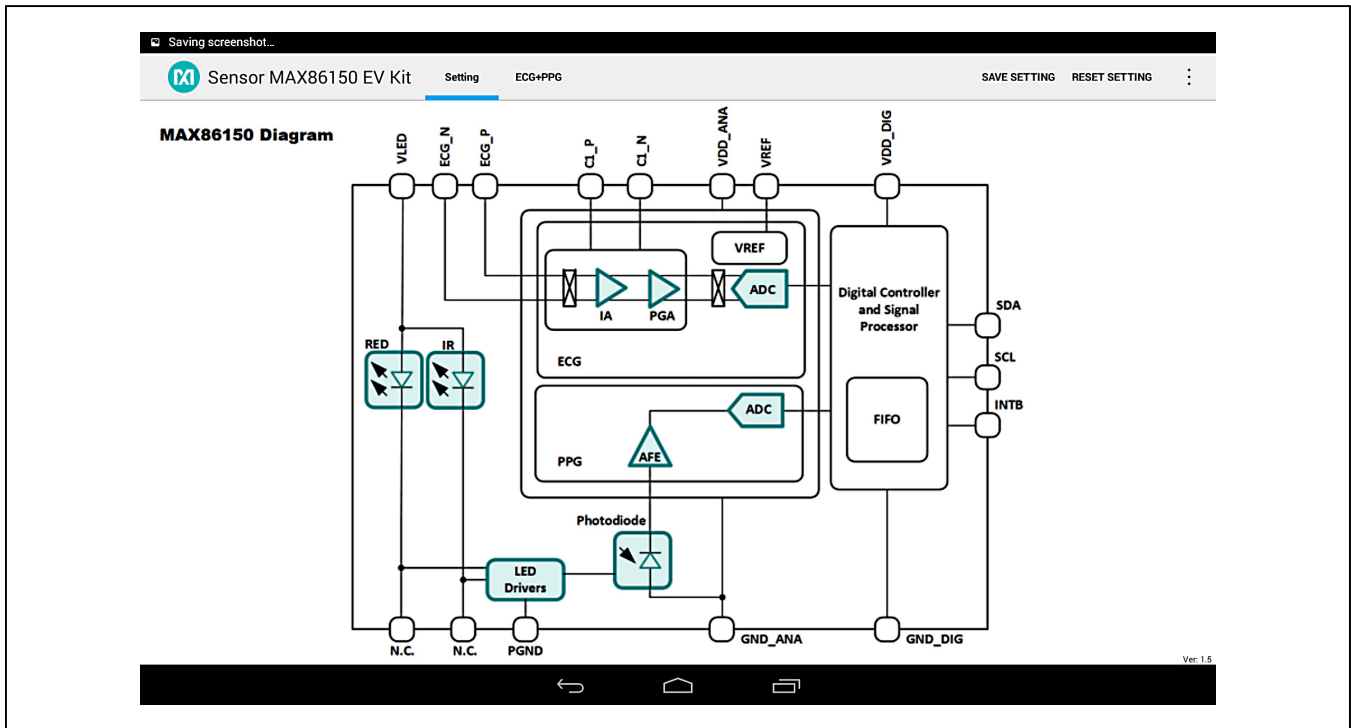 Saving screenshot...
Sensor MAX86150 EV Kit
Setting
ECG+PPG
SAVE SETTING
RESET SETTING
MAX86150 Diagram
VLED
ECG_N
ECG_P
C1_P
C1_N
VDD_ANA
VREF
VDD_DIG
VREF
ADC
IA
PGA
ECG
Digital Controller
and Signal
Processor
SDA
SCL
INTB
RED
IR
ADC
FIFO
AFE
PPG
Photodiode
LED
Drivers
N.C.
N.C.
PGND
GND_ANA
GND_DIG
Ver: 1.5